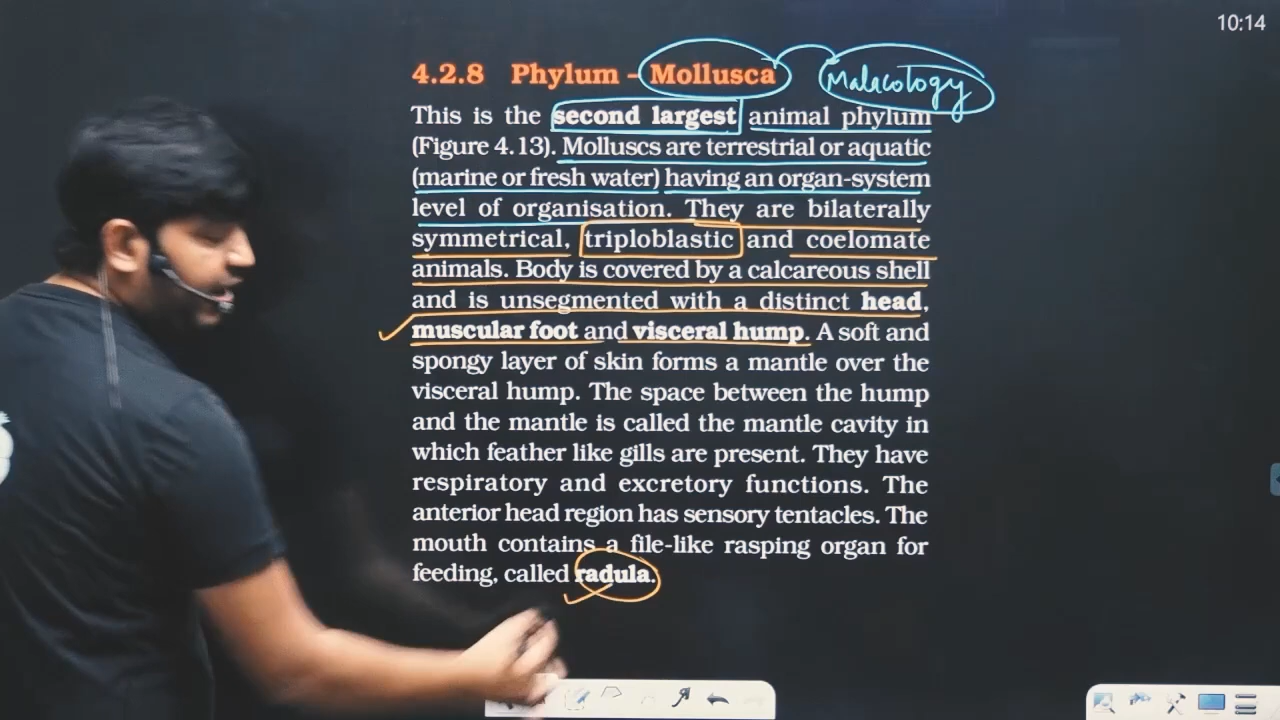 10:14
4.2.8 Phylum - Mollusca Malacology
This is the second largest animal phylum
(Figure 4.13). Molluscs are terrestrial or aquatic
(marine or fresh water) having an organ-system
level of organisation. They are bilaterally
symmetrical, triploblastic and coelomate
animals. Body is covered by a calcareous shell
and is unsegmented with a distinct head,
muscular foot and visceral hump. A soft and
spongy layer of skin forms a mantle over the
visceral hump. The space between the hump
and the mantle is called the mantle cavity in
which feather like gills are present. They have
respiratory and excretory functions. The
anterior head region has sensory tentacles. The
mouth contains a file-like rasping organ for
feeding, called radula.